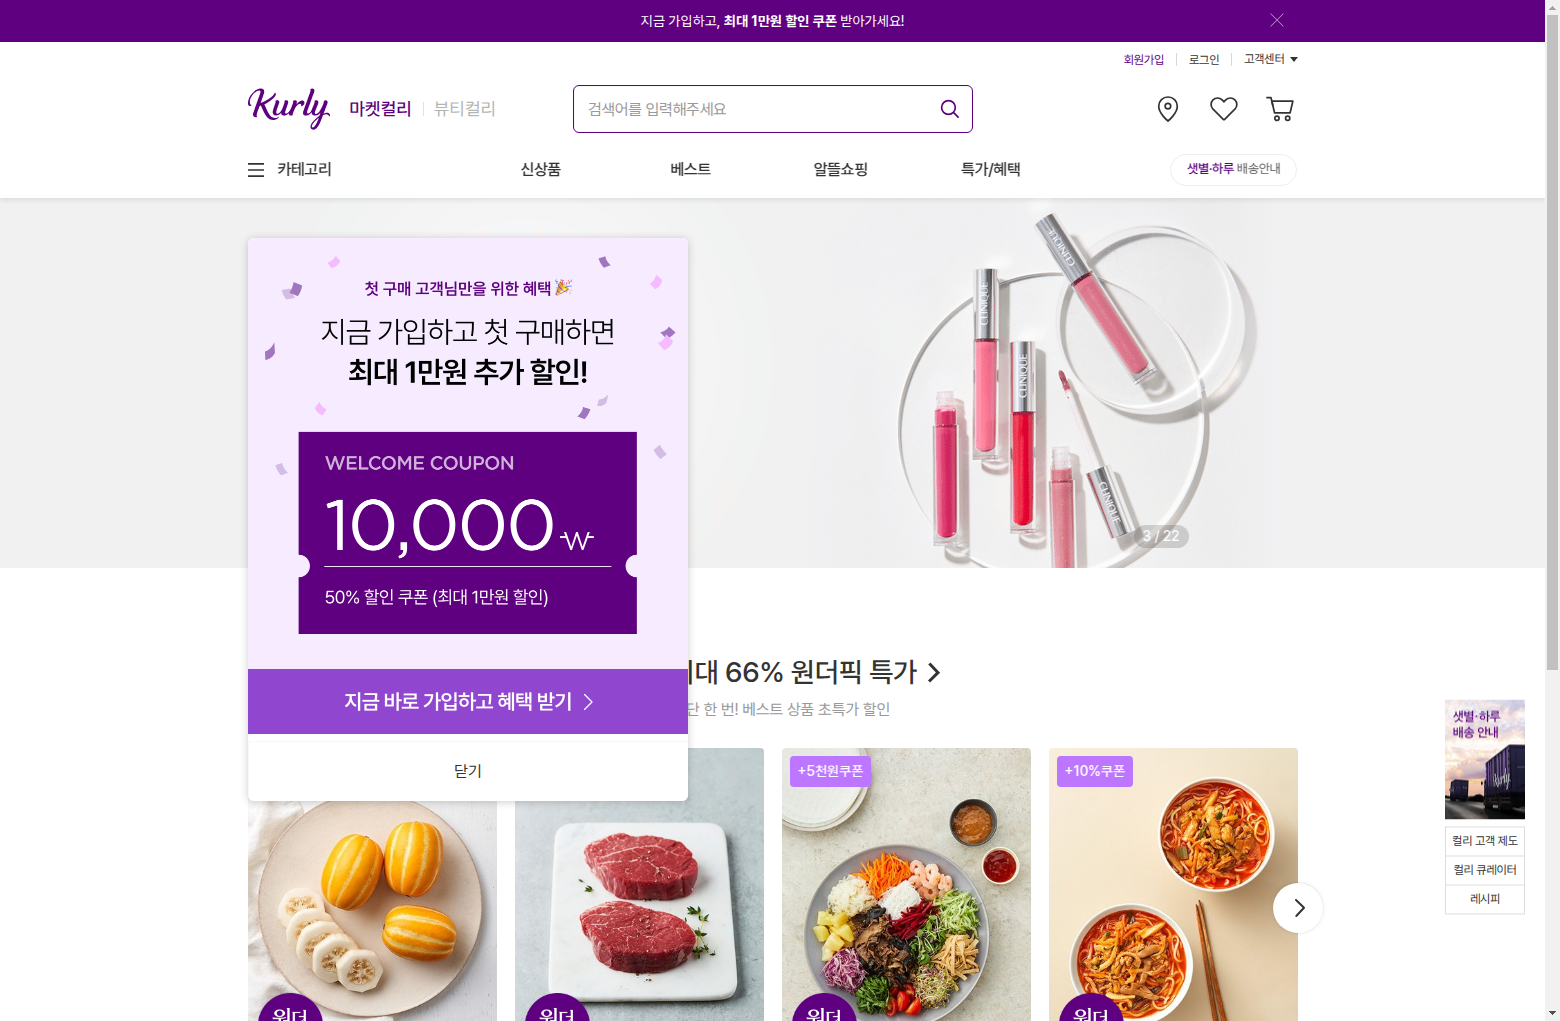 지금 가입하고, 최대 1만원 할인 쿠폰 받아가세요!
회원가입
로그인
고객센터
Kurly
마켓컬리
뷰티컬리
검색어를 입력해주세요
카테고리
신상품
베스트
알뜰쇼핑
특가/혜택
샛별·하루 배송안내
첫 구매 고객님만을 위한 혜택
지금 가입하고 첫 구매하면
최대 1만원 추가 할인!
WELCOME COUPON
10,000₩
50% 할인 쿠폰 (최대 1만원 할인)
지금 바로 가입하고 혜택 받기
닫기
CLINIQUE
CLINIQUE
CLINIQUE
CLINIQUE
3 / 22
대 66% 원더픽 특가
단 한 번! 베스트 상품 초특가 할인
+5천원쿠폰
+10%쿠폰
원더
원더
원더
원더
샛별·하루
배송 안내
Kurly
컬리 고객 제도
컬리 큐레이터
레시피